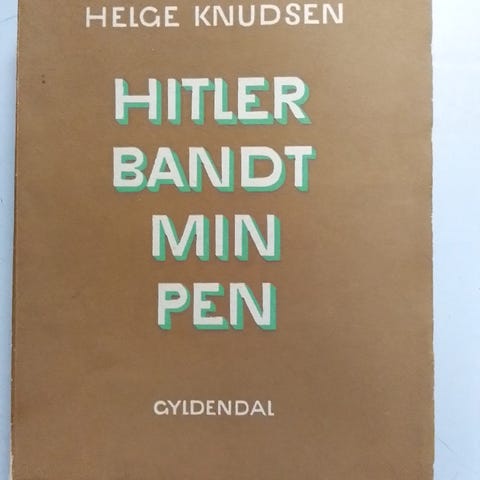 HELGE KNUDSEN
HITLER
BANDT
MIN
PEN
GYLDENDAL